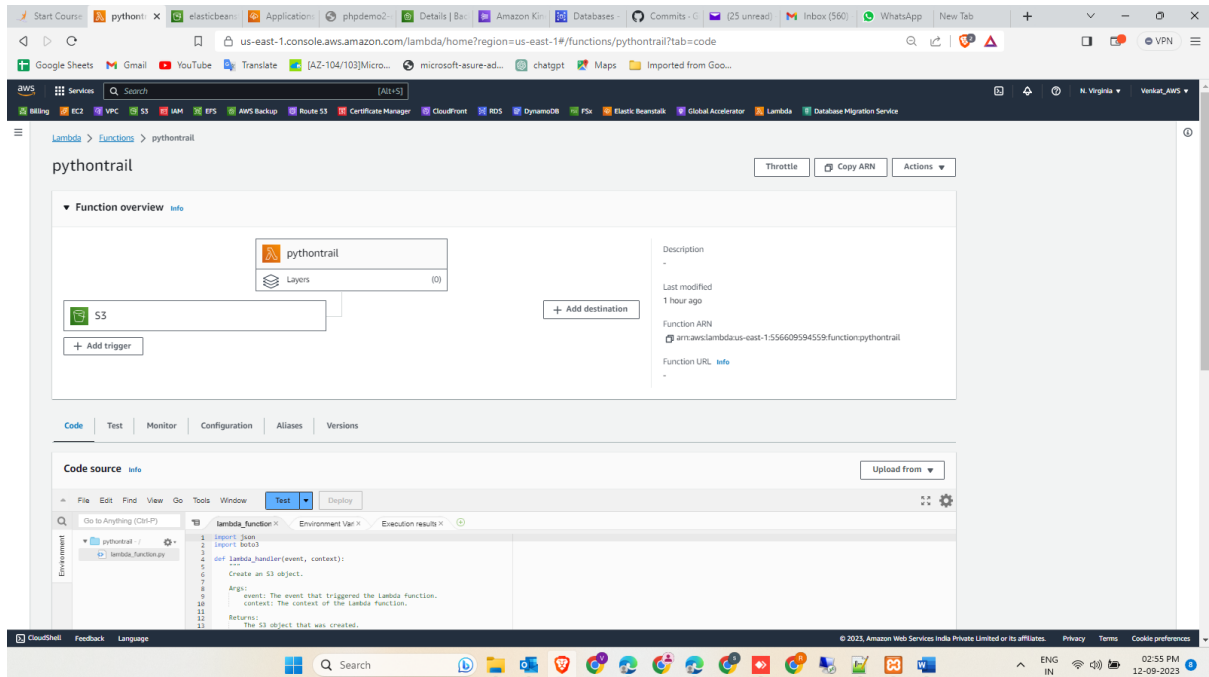 Start Course pythontr elasticbeans Applications phpdemo2- Details | Bac Amazon Kin Databases - Commits · G (25 unread) Inbox (560) WhatsApp New Tab
us-east-1.console.aws.amazon.com/lambda/home?region=us-east-1#/functions/pythontrail?tab=code VPN
Google Sheets Gmail YouTube Translate [AZ-104/103]Micro... microsoft-asure-ad... chatgpt Maps Imported from Goo...
aws Services Search [Alt+S] N. Virginia Venkat_AWS
Billing EC2 VPC S3 IAM EFS AWS Backup Route 53 Certificate Manager CloudFront RDS DynamoDB FSx Elastic Beanstalk Global Accelerator Lambda Database Migration Service
Lambda > Functions > pythontrail
pythontrail
Throttle Copy ARN Actions
Function overview Info
pythontrail
Layers (0)
S3
+ Add trigger
+ Add destination
Description
-
Last modified
1 hour ago
Function ARN
arn:aws:lambda:us-east-1:556609594559:function:pythontrail
Function URL Info
-
Code Test Monitor Configuration Aliases Versions
Code source Info
Upload from
File Edit Find View Go Tools Window Test Deploy
Go to Anything (Ctrl-P) lambda_function × Environment Var × Execution results ×
Environment
pythontrail - /
lambda_function.py
1 import json
2 import boto3
3
4 def lambda_handler(event, context):
5 """
6 Create an S3 object.
7
8 Args:
9 event: The event that triggered the Lambda function.
10 context: The context of the Lambda function.
11
12 Returns:
13 The S3 object that was created.
CloudShell Feedback Language © 2023, Amazon Web Services India Private Limited or its affiliates. Privacy Terms Cookie preferences
Search
ENG
IN
02:55 PM
12-09-2023
8